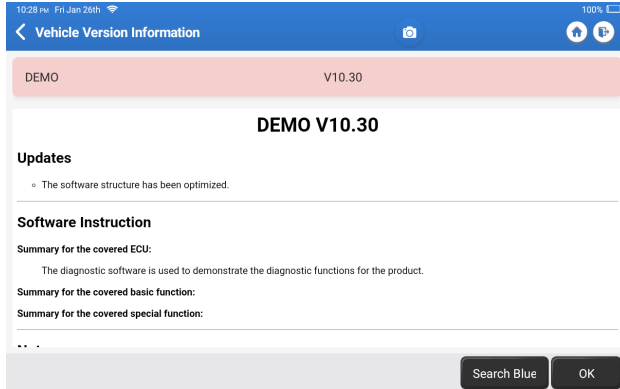 10:28 PM Fri Jan 26th 100%
Vehicle Version Information
DEMO V10.30
DEMO V10.30
Updates
The software structure has been optimized.
Software Instruction
Summary for the covered ECU:
The diagnostic software is used to demonstrate the diagnostic functions for the product.
Summary for the covered basic function:
Summary for the covered special function:
Search Blue OK